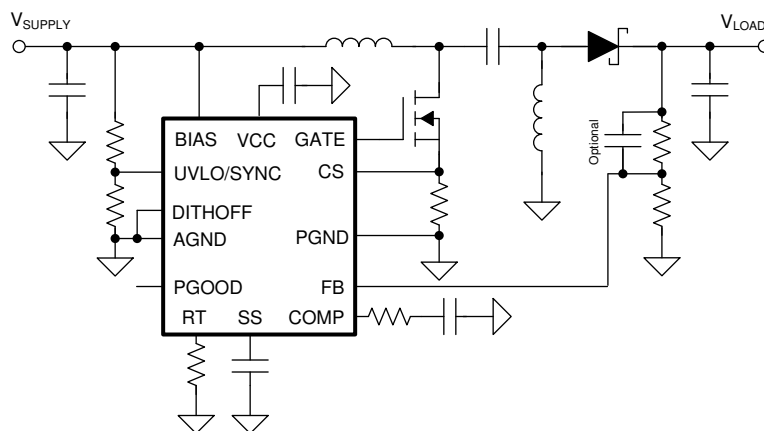 VSUPPLY
VLOAD
BIAS
VCC
GATE
UVLO/SYNC
CS
DITHOFF
AGND
PGND
PGOOD
FB
RT
SS
COMP
Optional